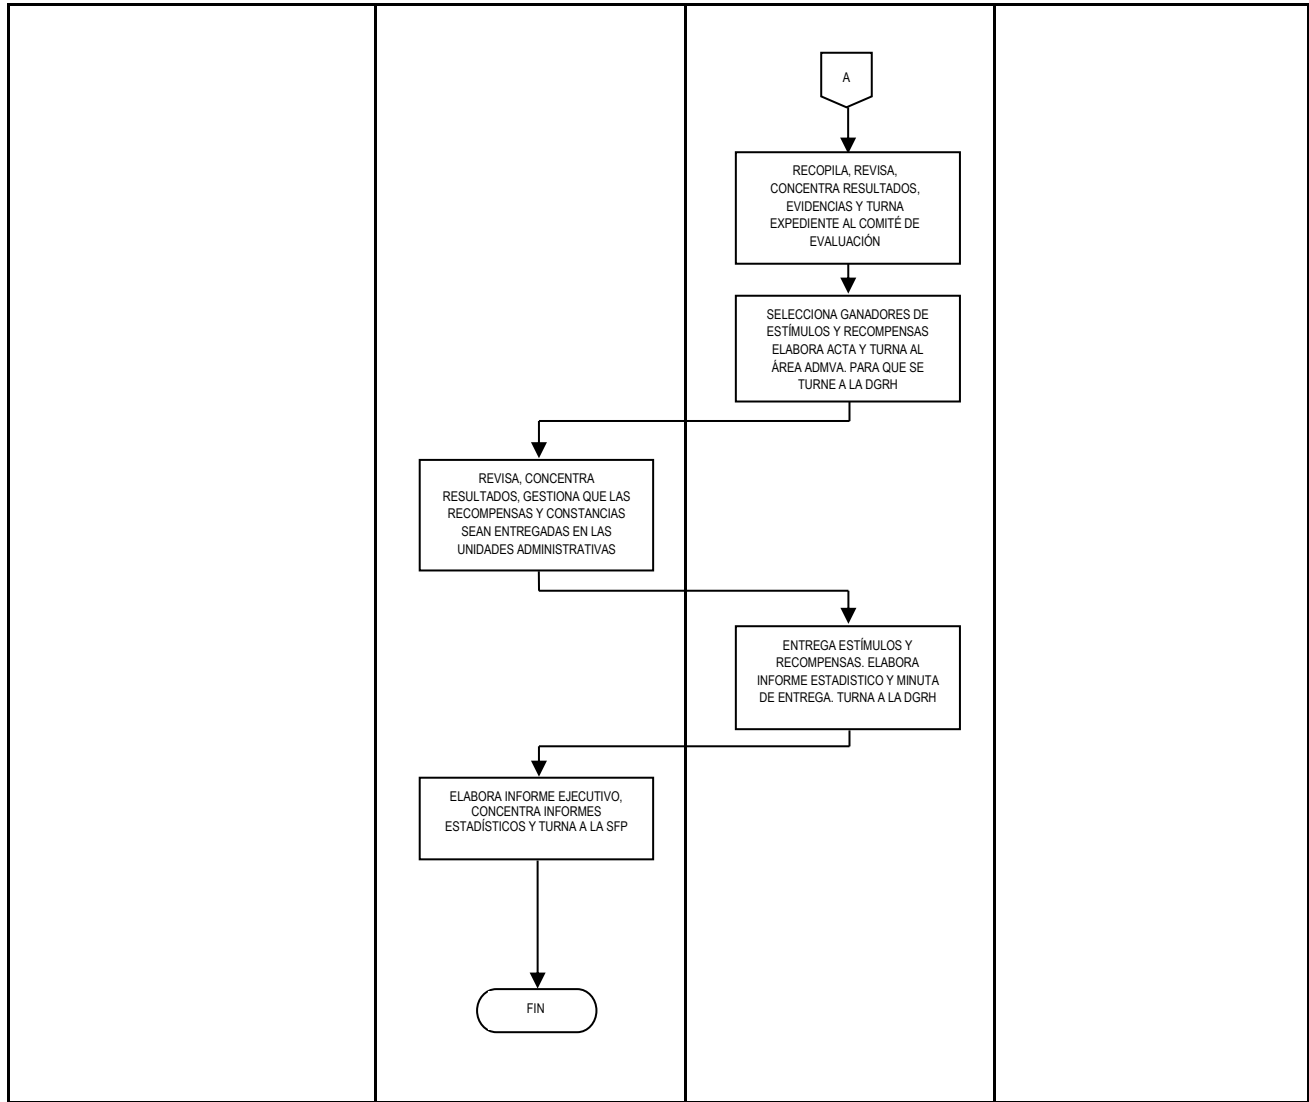 A
RECOPILA, REVISA,
CONCENTRA RESULTADOS,
EVIDENCIAS Y TURNA
EXPEDIENTE AL COMITÉ DE
EVALUACIÓN
SELECCIONA GANADORES DE
ESTÍMULOS Y RECOMPENSAS
ELABORA ACTA Y TURNA AL
ÁREA ADMVA. PARA QUE SE
TURNE A LA DGRH
REVISA, CONCENTRA
RESULTADOS, GESTIONA QUE LAS
RECOMPENSAS Y CONSTANCIAS
SEAN ENTREGADAS EN LAS
UNIDADES ADMINISTRATIVAS
ENTREGA ESTÍMULOS Y
RECOMPENSAS. ELABORA
INFORME ESTADISTICO Y MINUTA
DE ENTREGA. TURNA A LA DGRH
ELABORA INFORME EJECUTIVO,
CONCENTRA INFORMES
ESTADÍSTICOS Y TURNA A LA SFP
FIN